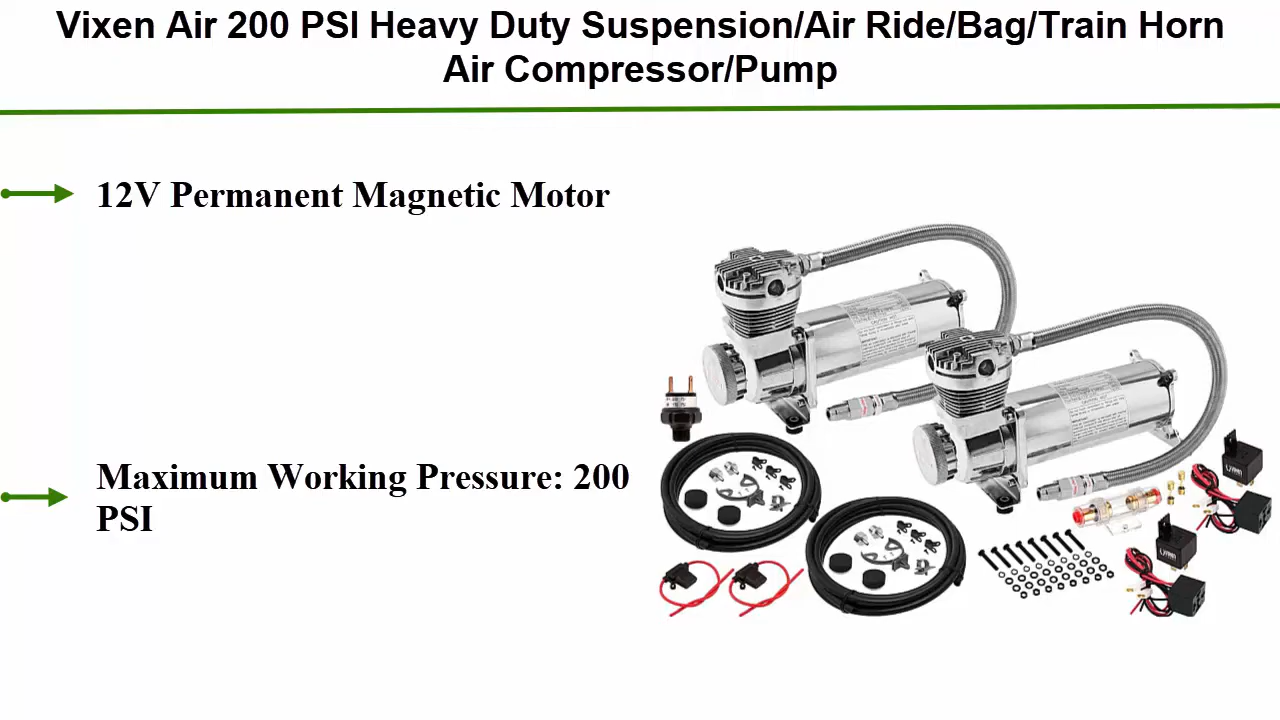 Vixen Air 200 PSI Heavy Duty Suspension/Air Ride/Bag/Train Horn
Air Compressor/Pump
12V Permanent Magnetic Motor
Maximum Working Pressure: 200
PSI